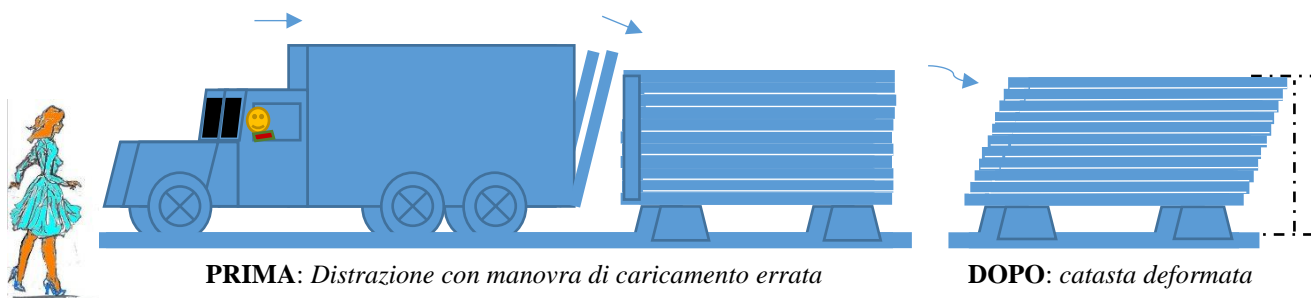 PRIMA: Distrazione con manovra di caricamento errata
DOPO: catasta deformata